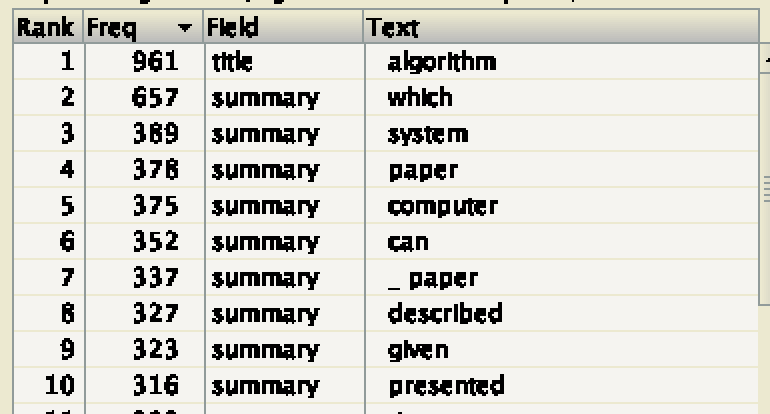 Rank Freq Field Text
1 961 title algorithm
2 657 summary which
3 389 summary system
4 378 summary paper
5 375 summary computer
6 352 summary can
7 337 summary _ paper
8 327 summary described
9 323 summary given
10 316 summary presented